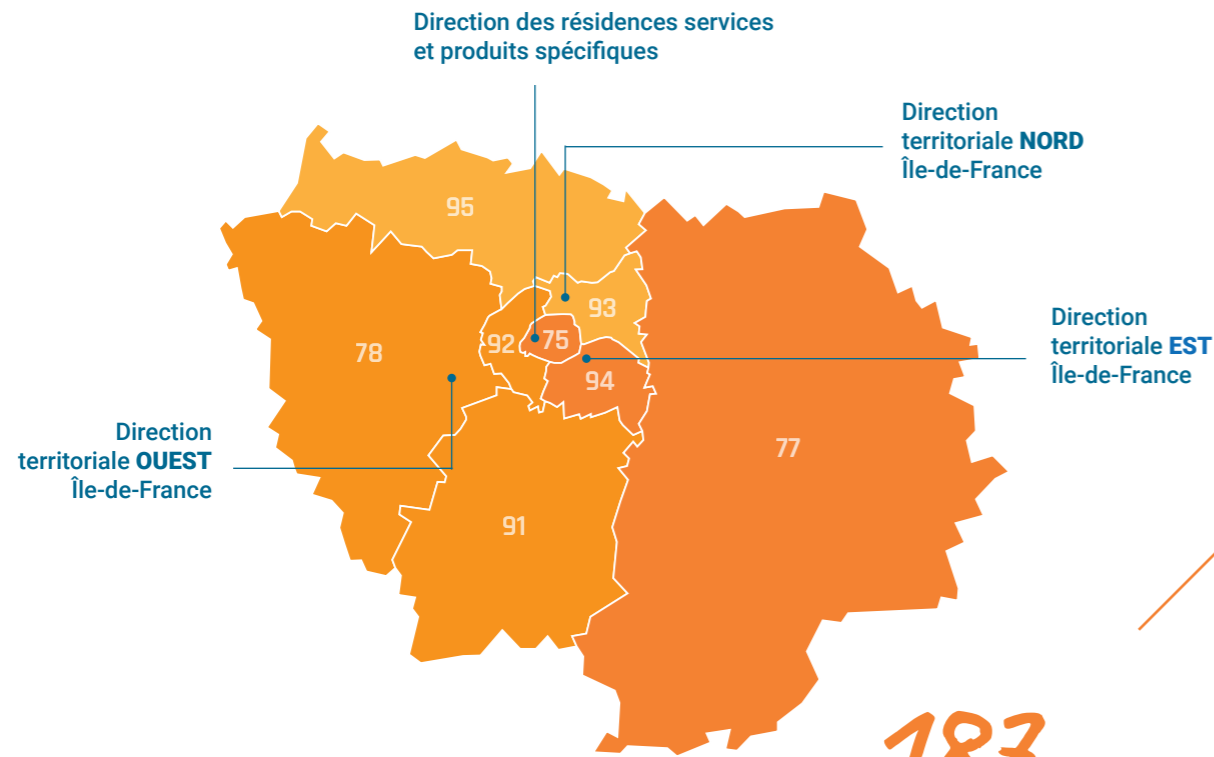 Direction des résidences services
et produits spécifiques
Direction
territoriale NORD
Île-de-France
95
93
92
75
78
94
Direction
territoriale EST
Île-de-France
Direction
territoriale OUEST
Île-de-France
77
91